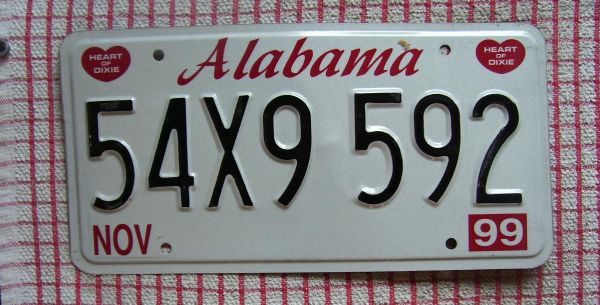 HEART OF DIXIE
Alabama
HEART OF DIXIE
54X9 592
NOV
99